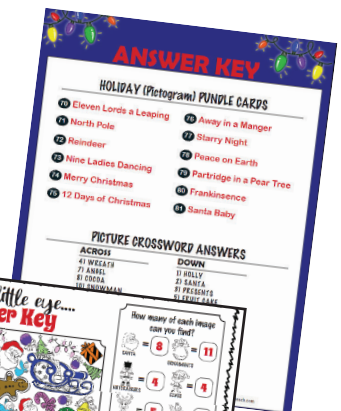 ANSWER KEY
HOLIDAY (Pictogram) PUNDLE CARDS
70 Eleven Lords a Leaping
71 North Pole
72 Reindeer
73 Nine Ladies Dancing
74 Merry Christmas
75 12 Days of Christmas
76 Away in a Manger
77 Starry Night
78 Peace on Earth
79 Partridge in a Pear Tree
80 Frankinsence
81 Santa Baby
PICTURE CROSSWORD ANSWERS
ACROSS
4) WREATH
7) ANGEL
8) COCOA
10) SNOWMAN
DOWN
1) HOLLY
2) SANTA
3) PRESENTS
5) FRUIT CAKE
little eye....
er Key
How many of each image
can you find?
SANTA = 8
ORNAMENTS = 11
= 4
= 4